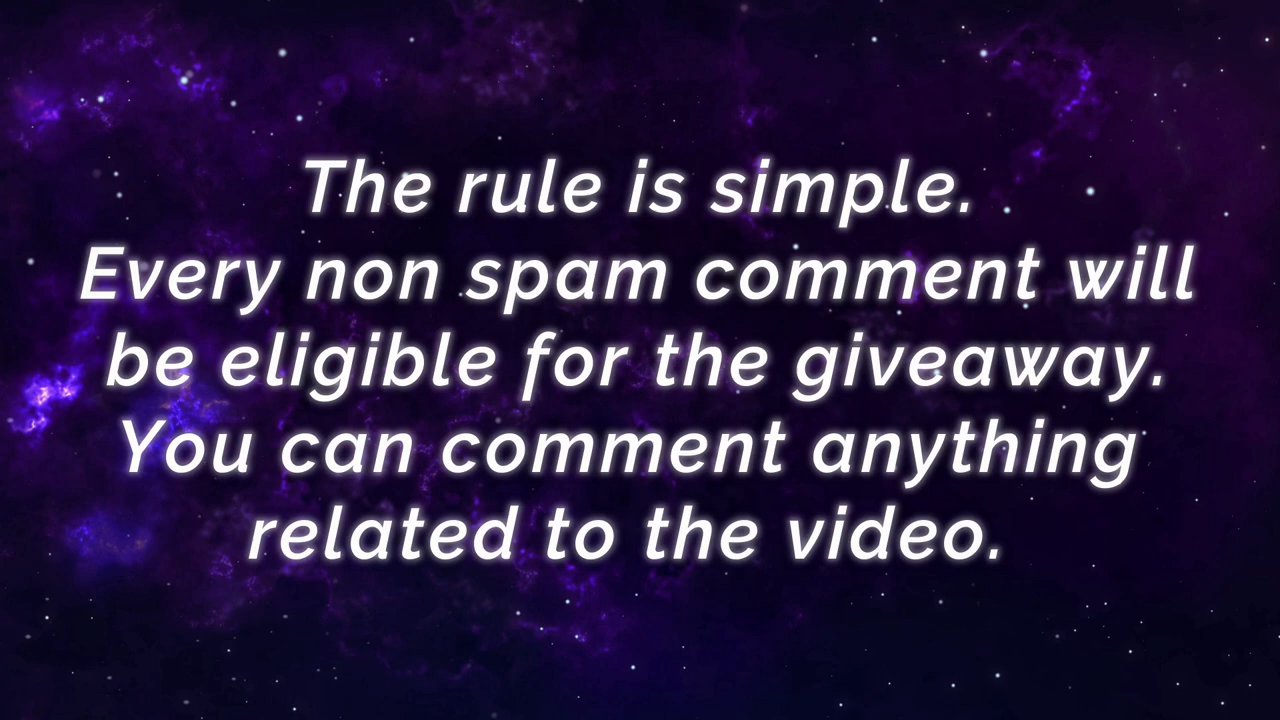 The rule is simple.
Every non spam comment will
be eligible for the giveaway.
You can comment anything
related to the video.